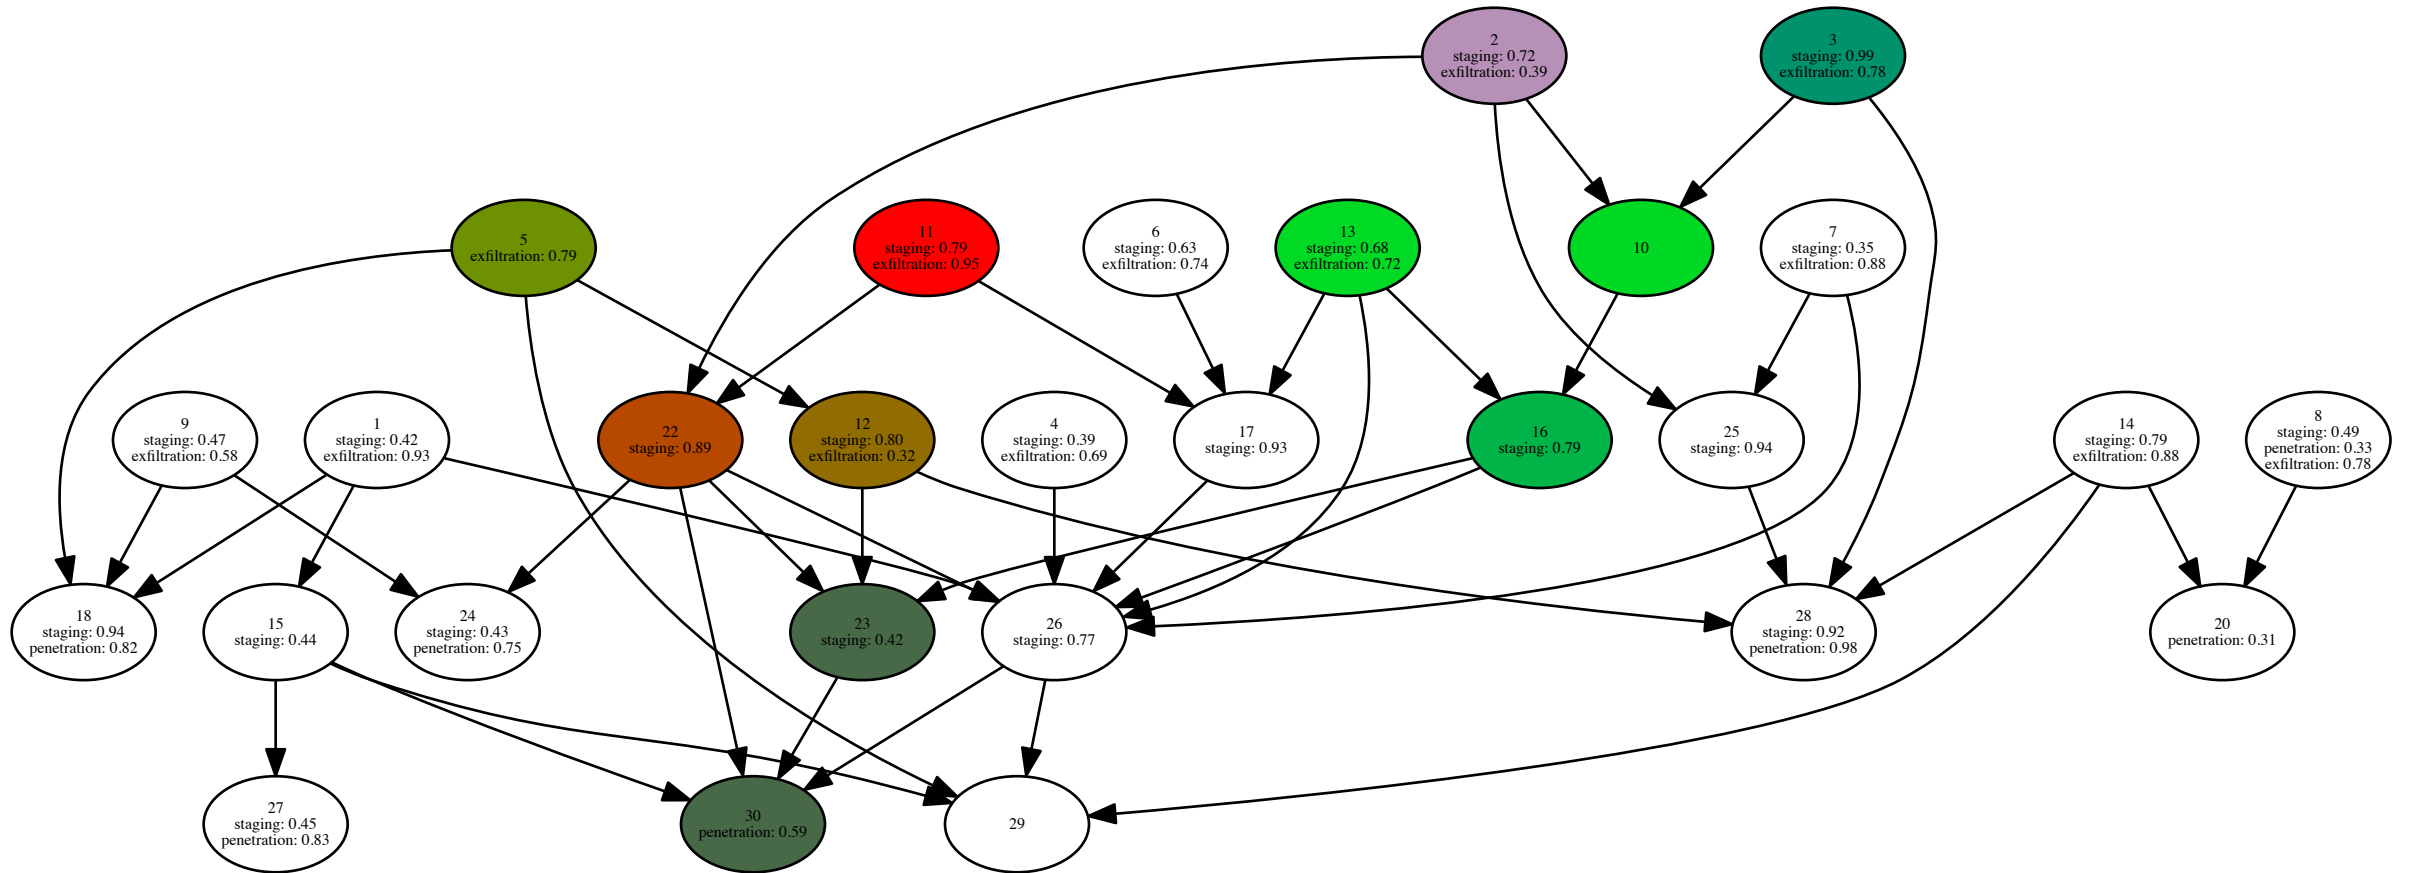 2
staging: 0.72
exfiltration: 0.39
3
staging: 0.99
exfiltration: 0.78
5
exfiltration: 0.79
11
staging: 0.79
exfiltration: 0.95
6
staging: 0.63
exfiltration: 0.74
13
staging: 0.68
exfiltration: 0.72
10
7
staging: 0.35
exfiltration: 0.88
9
staging: 0.47
exfiltration: 0.58
1
staging: 0.42
exfiltration: 0.93
22
staging: 0.89
12
staging: 0.80
exfiltration: 0.32
4
staging: 0.39
exfiltration: 0.69
17
staging: 0.93
16
staging: 0.79
25
staging: 0.94
14
staging: 0.79
exfiltration: 0.88
8
staging: 0.49
penetration: 0.33
exfiltration: 0.78
18
staging: 0.94
penetration: 0.82
15
staging: 0.44
24
staging: 0.43
penetration: 0.75
23
staging: 0.42
26
staging: 0.77
28
staging: 0.92
penetration: 0.98
20
penetration: 0.31
27
staging: 0.45
penetration: 0.83
30
penetration: 0.59
29